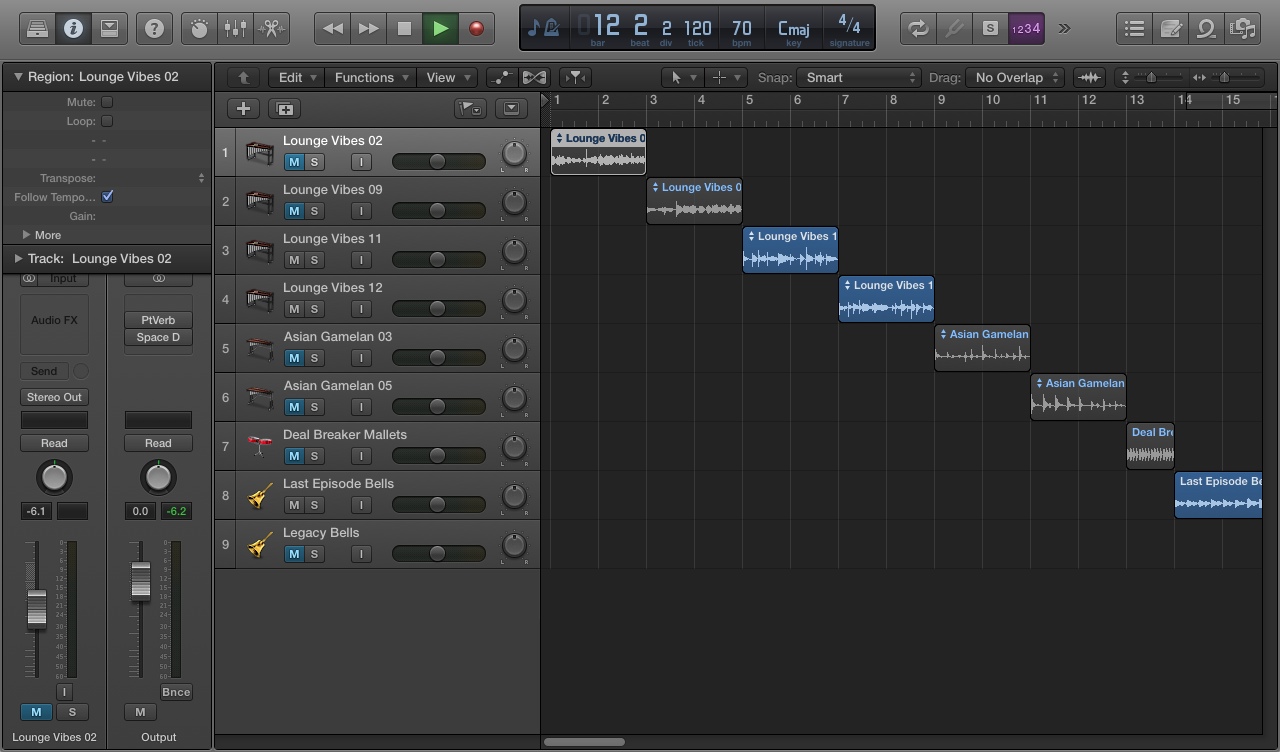 12 2 2 120 70 Cmaj 4/4
bar beat div tick bpm key signature
S 1234
Region: Lounge Vibes 02
Mute:
Loop:
- -
- -
Transpose:
Follow Tempo...
Gain:
More
Track: Lounge Vibes 02
Input
Audio FX
PtVerb
Space D
Send
Stereo Out
Read Read
-6.1 0.0 -6.2
I Bnce
M S M
Lounge Vibes 02 Output
Edit Functions View Snap: Smart Drag: No Overlap
1 2 3 4 5 6 7 8 9 10 11 12 13 14 15
1 Lounge Vibes 02
M S I L R
2 Lounge Vibes 09
M S I L R
3 Lounge Vibes 11
M S I L R
4 Lounge Vibes 12
M S I L R
5 Asian Gamelan 03
M S I L R
6 Asian Gamelan 05
M S I L R
7 Deal Breaker Mallets
M S I L R
8 Last Episode Bells
M S I L R
9 Legacy Bells
M S I L R
Lounge Vibes 0
Lounge Vibes 0
Lounge Vibes 1
Lounge Vibes 1
Asian Gamelan
Asian Gamelan
Deal Bre
Last Episode Be